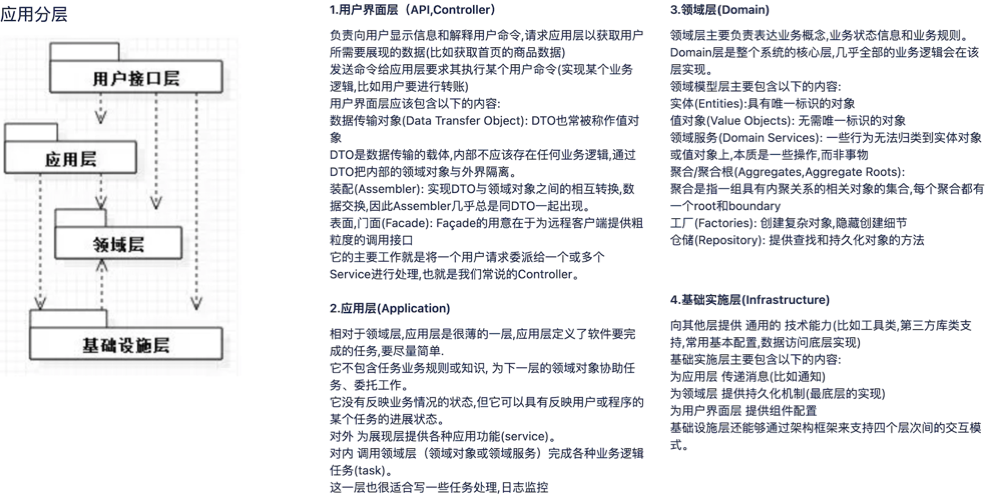 应用分层
用户接口层
应用层
领域层
基础设施层
1.用户界面层（API,Controller）
负责向用户显示信息和解释用户命令,请求应用层以获取用户
所需要展现的数据(比如获取首页的商品数据)
发送命令给应用层要求其执行某个用户命令(实现某个业务
逻辑,比如用户要进行转账)
用户界面层应该包含以下的内容:
数据传输对象(Data Transfer Object): DTO也常被称作值对
象
DTO是数据传输的载体,内部不应该存在任何业务逻辑,通过
DTO把内部的领域对象与外界隔离。
装配(Assembler): 实现DTO与领域对象之间的相互转换,数
据交换,因此Assembler几乎总是同DTO一起出现。
表面,门面(Facade): Façade的用意在于为远程客户端提供粗
粒度的调用接口
它的主要工作就是将一个用户请求委派给一个或多个
Service进行处理,也就是我们常说的Controller。
2.应用层(Application)
相对于领域层,应用层是很薄的一层,应用层定义了软件要完
成的任务,要尽量简单.
它不包含任务业务规则或知识, 为下一层的领域对象协助任
务、委托工作。
它没有反映业务情况的状态,但它可以具有反映用户或程序的
某个任务的进展状态。
对外 为展现层提供各种应用功能(service)。
对内 调用领域层（领域对象或领域服务）完成各种业务逻辑
任务(task)。
这一层也很适合写一些任务处理,日志监控
3.领域层(Domain)
领域层主要负责表达业务概念,业务状态信息和业务规则。
Domain层是整个系统的核心层,几乎全部的业务逻辑会在该
层实现。
领域模型层主要包含以下的内容:
实体(Entities):具有唯一标识的对象
值对象(Value Objects): 无需唯一标识的对象
领域服务(Domain Services): 一些行为无法归类到实体对象
或值对象上,本质是一些操作,而非事物
聚合/聚合根(Aggregates,Aggregate Roots):
聚合是指一组具有内聚关系的相关对象的集合,每个聚合都有
一个root和boundary
工厂(Factories): 创建复杂对象,隐藏创建细节
仓储(Repository): 提供查找和持久化对象的方法
4.基础实施层(Infrastructure)
向其他层提供 通用的 技术能力(比如工具类,第三方库类支
持,常用基本配置,数据访问底层实现)
基础实施层主要包含以下的内容:
为应用层 传递消息(比如通知)
为领域层 提供持久化机制(最底层的实现)
为用户界面层 提供组件配置
基础设施层还能够通过架构框架来支持四个层次间的交互模
式。